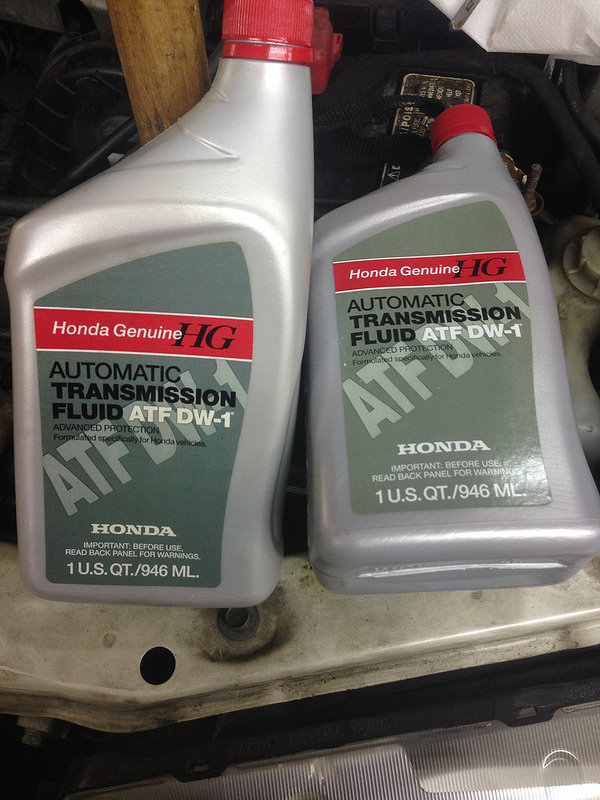 Honda Genuine HG
AUTOMATIC
TRANSMISSION
FLUID ATF DW-1
ADVANCED PROTECTION
Formulated specifically for Honda vehicles.
ATF DW-1
HONDA
IMPORTANT: BEFORE USE,
READ BACK PANEL FOR WARNINGS.
1 U.S. QT./946 ML.
Honda Genuine HG
AUTOMATIC
TRANSMISSION
FLUID ATF DW-1
ADVANCED PROTECTION
Formulated specifically for Honda vehicles.
ATF DW-1
HONDA
IMPORTANT: BEFORE USE,
READ BACK PANEL FOR WARNINGS.
1 U.S. QT./946 ML.